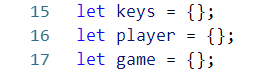 15 let keys = {};
16 let player = {};
17 let game = {};